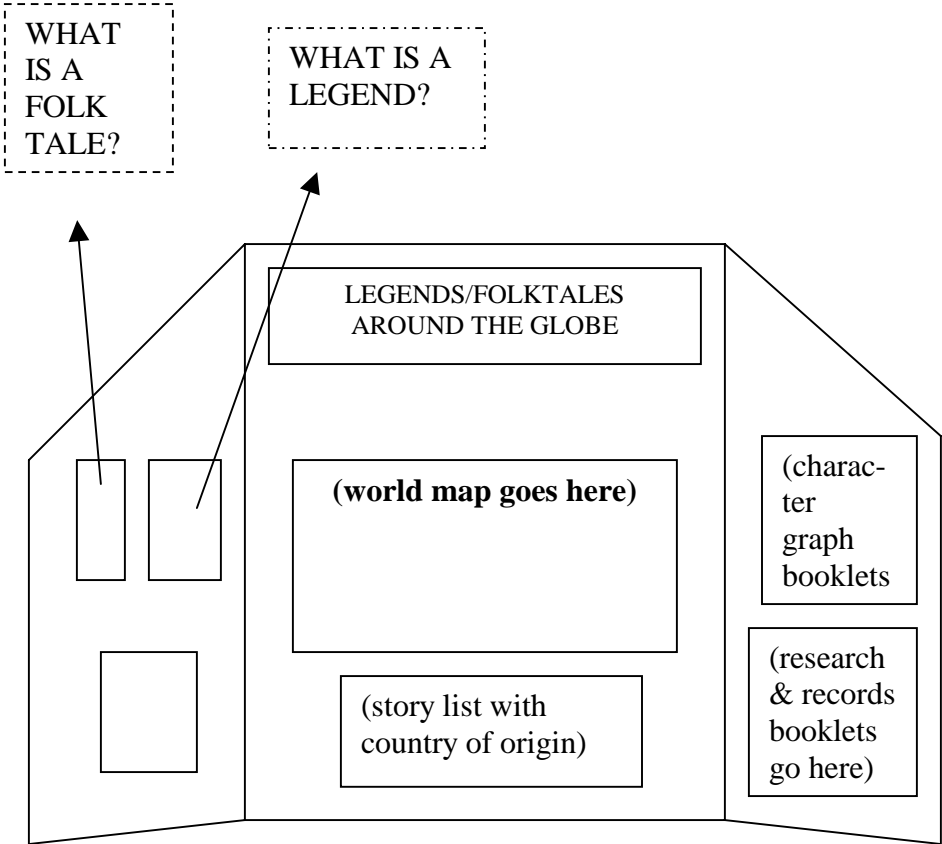 WHAT
IS A
FOLK
TALE?
WHAT IS A
LEGEND?
LEGENDS/FOLKTALES
AROUND THE GLOBE
(world map goes here)
(story list with
country of origin)
(charac-
ter
graph
booklets
(research
& records
booklets
go here)